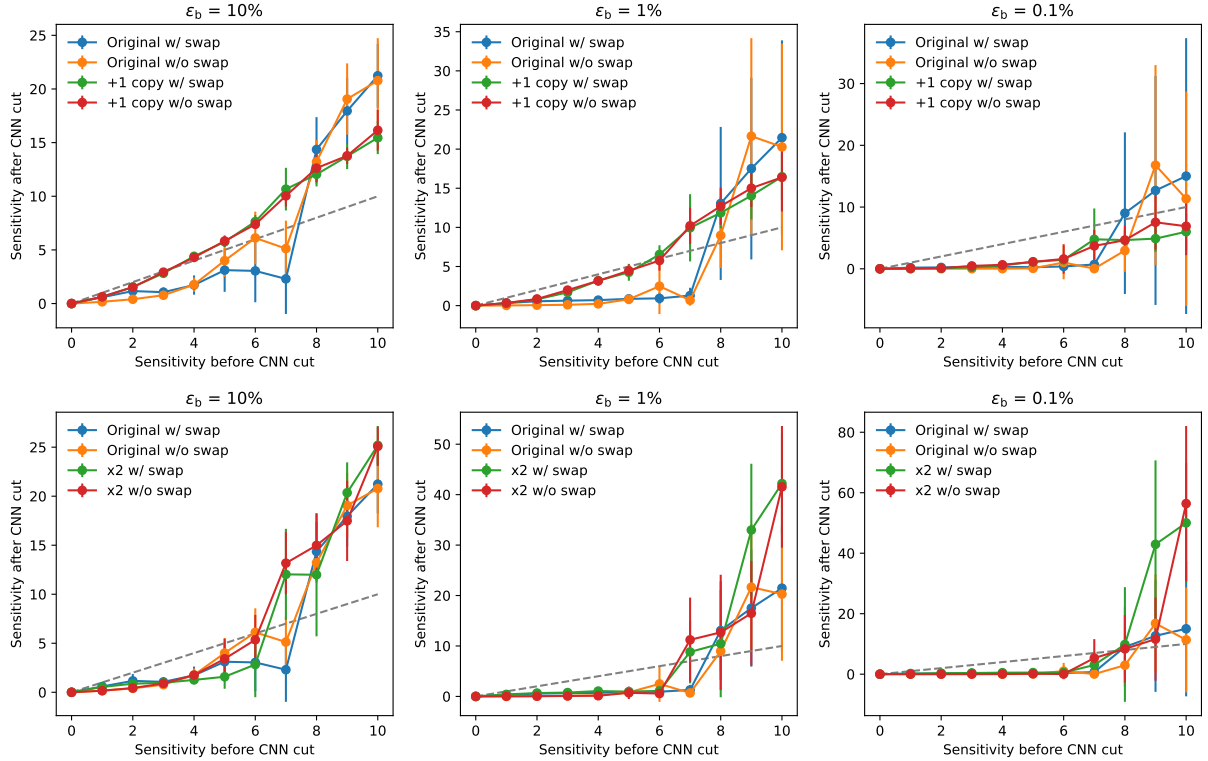 ε_b = 10%
25
20
15
10
5
0
Sensitivity after CNN cut
Original w/ swap
Original w/o swap
+1 copy w/ swap
+1 copy w/o swap
0 2 4 6 8 10
Sensitivity before CNN cut
ε_b = 1%
35
30
25
20
15
10
5
0
Sensitivity after CNN cut
Original w/ swap
Original w/o swap
+1 copy w/ swap
+1 copy w/o swap
0 2 4 6 8 10
Sensitivity before CNN cut
ε_b = 0.1%
30
20
10
0
Sensitivity after CNN cut
Original w/ swap
Original w/o swap
+1 copy w/ swap
+1 copy w/o swap
0 2 4 6 8 10
Sensitivity before CNN cut
ε_b = 10%
25
20
15
10
5
0
Sensitivity after CNN cut
Original w/ swap
Original w/o swap
x2 w/ swap
x2 w/o swap
0 2 4 6 8 10
Sensitivity before CNN cut
ε_b = 1%
50
40
30
20
10
0
Sensitivity after CNN cut
Original w/ swap
Original w/o swap
x2 w/ swap
x2 w/o swap
0 2 4 6 8 10
Sensitivity before CNN cut
ε_b = 0.1%
80
60
40
20
0
Sensitivity after CNN cut
Original w/ swap
Original w/o swap
x2 w/ swap
x2 w/o swap
0 2 4 6 8 10
Sensitivity before CNN cut